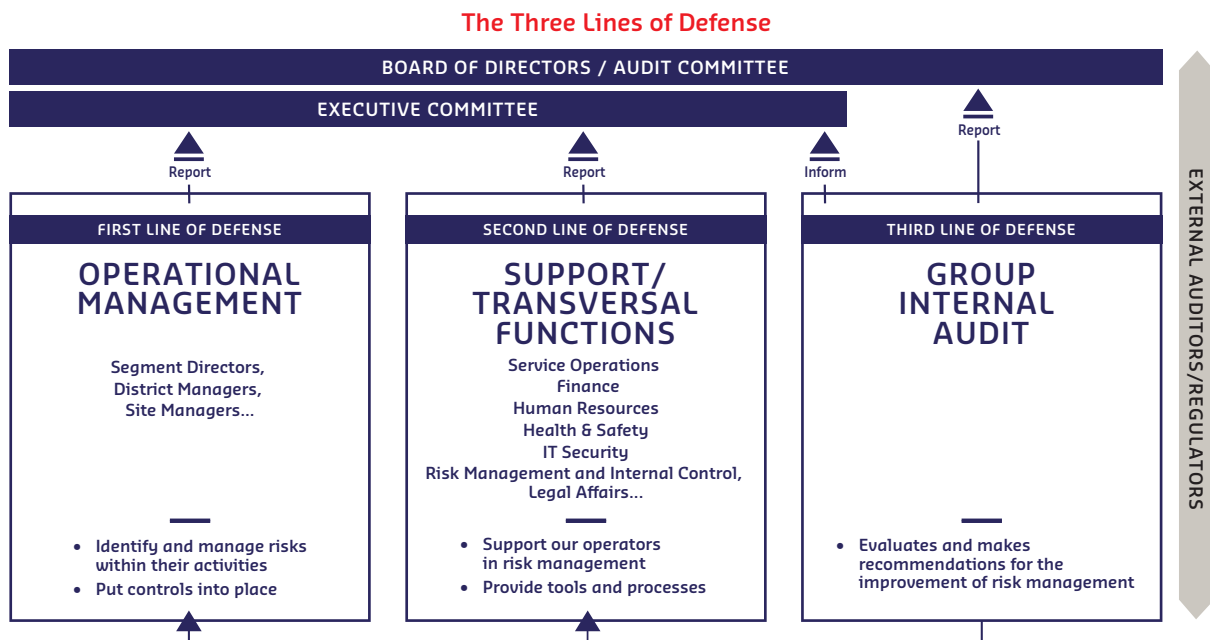 The Three Lines of Defense
BOARD OF DIRECTORS / AUDIT COMMITTEE
EXECUTIVE COMMITTEE
Report
Report
Inform
Report
FIRST LINE OF DEFENSE
OPERATIONAL
MANAGEMENT
Segment Directors,
District Managers,
Site Managers...
• Identify and manage risks
within their activities
• Put controls into place
SECOND LINE OF DEFENSE
SUPPORT/
TRANSVERSAL
FUNCTIONS
Service Operations
Finance
Human Resources
Health & Safety
IT Security
Risk Management and Internal Control,
Legal Affairs...
• Support our operators
in risk management
• Provide tools and processes
THIRD LINE OF DEFENSE
GROUP
INTERNAL
AUDIT
• Evaluates and makes
recommendations for the
improvement of risk management
EXTERNAL AUDITORS/REGULATORS